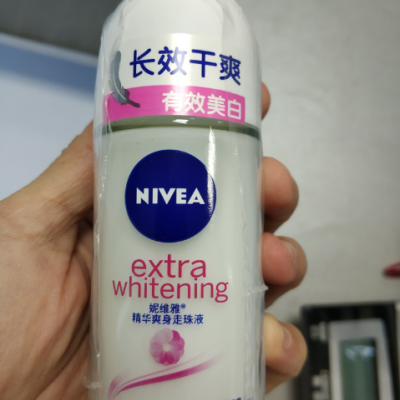 长效干爽
有效美白
NIVEA
extra
whitening
妮维雅®
精华爽身走珠液